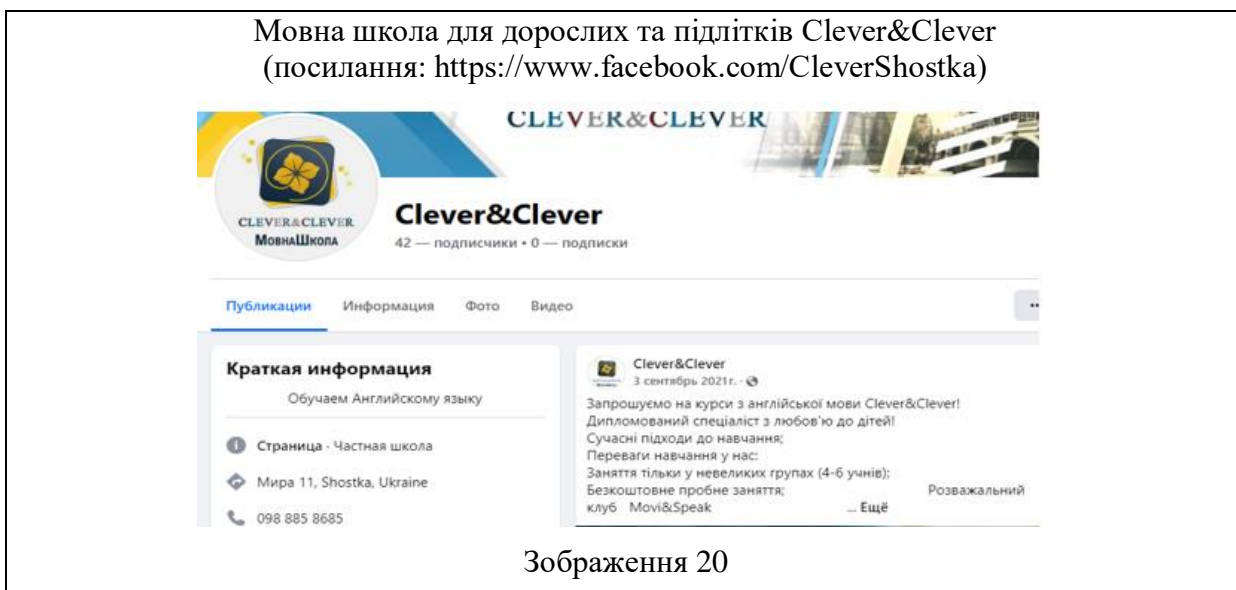 Мовна школа для дорослих та підлітків Clever&Clever
(посилання: https://www.facebook.com/CleverShostka)
CLEVER&CLEVER
CLEVER&CLEVER
МовнаШкола
Clever&Clever
42 — подписчики • 0 — подписки
Публикации Информация Фото Видео
Краткая информация
Обучаем Английскому языку
Страница · Частная школа
Мира 11, Shostka, Ukraine
098 885 8685
Clever&Clever
3 сентябрь 2021г. ·
Запрошуємо на курси з англійської мови Clever&Clever!
Дипломований спеціаліст з любов'ю до дітей!
Сучасні підходи до навчання;
Переваги навчання у нас:
Заняття тільки у невеликих групах (4-6 учнів);
Безкоштовне пробне заняття; Розважальний
клуб Movi&Speak ... Ещё
Зображення 20